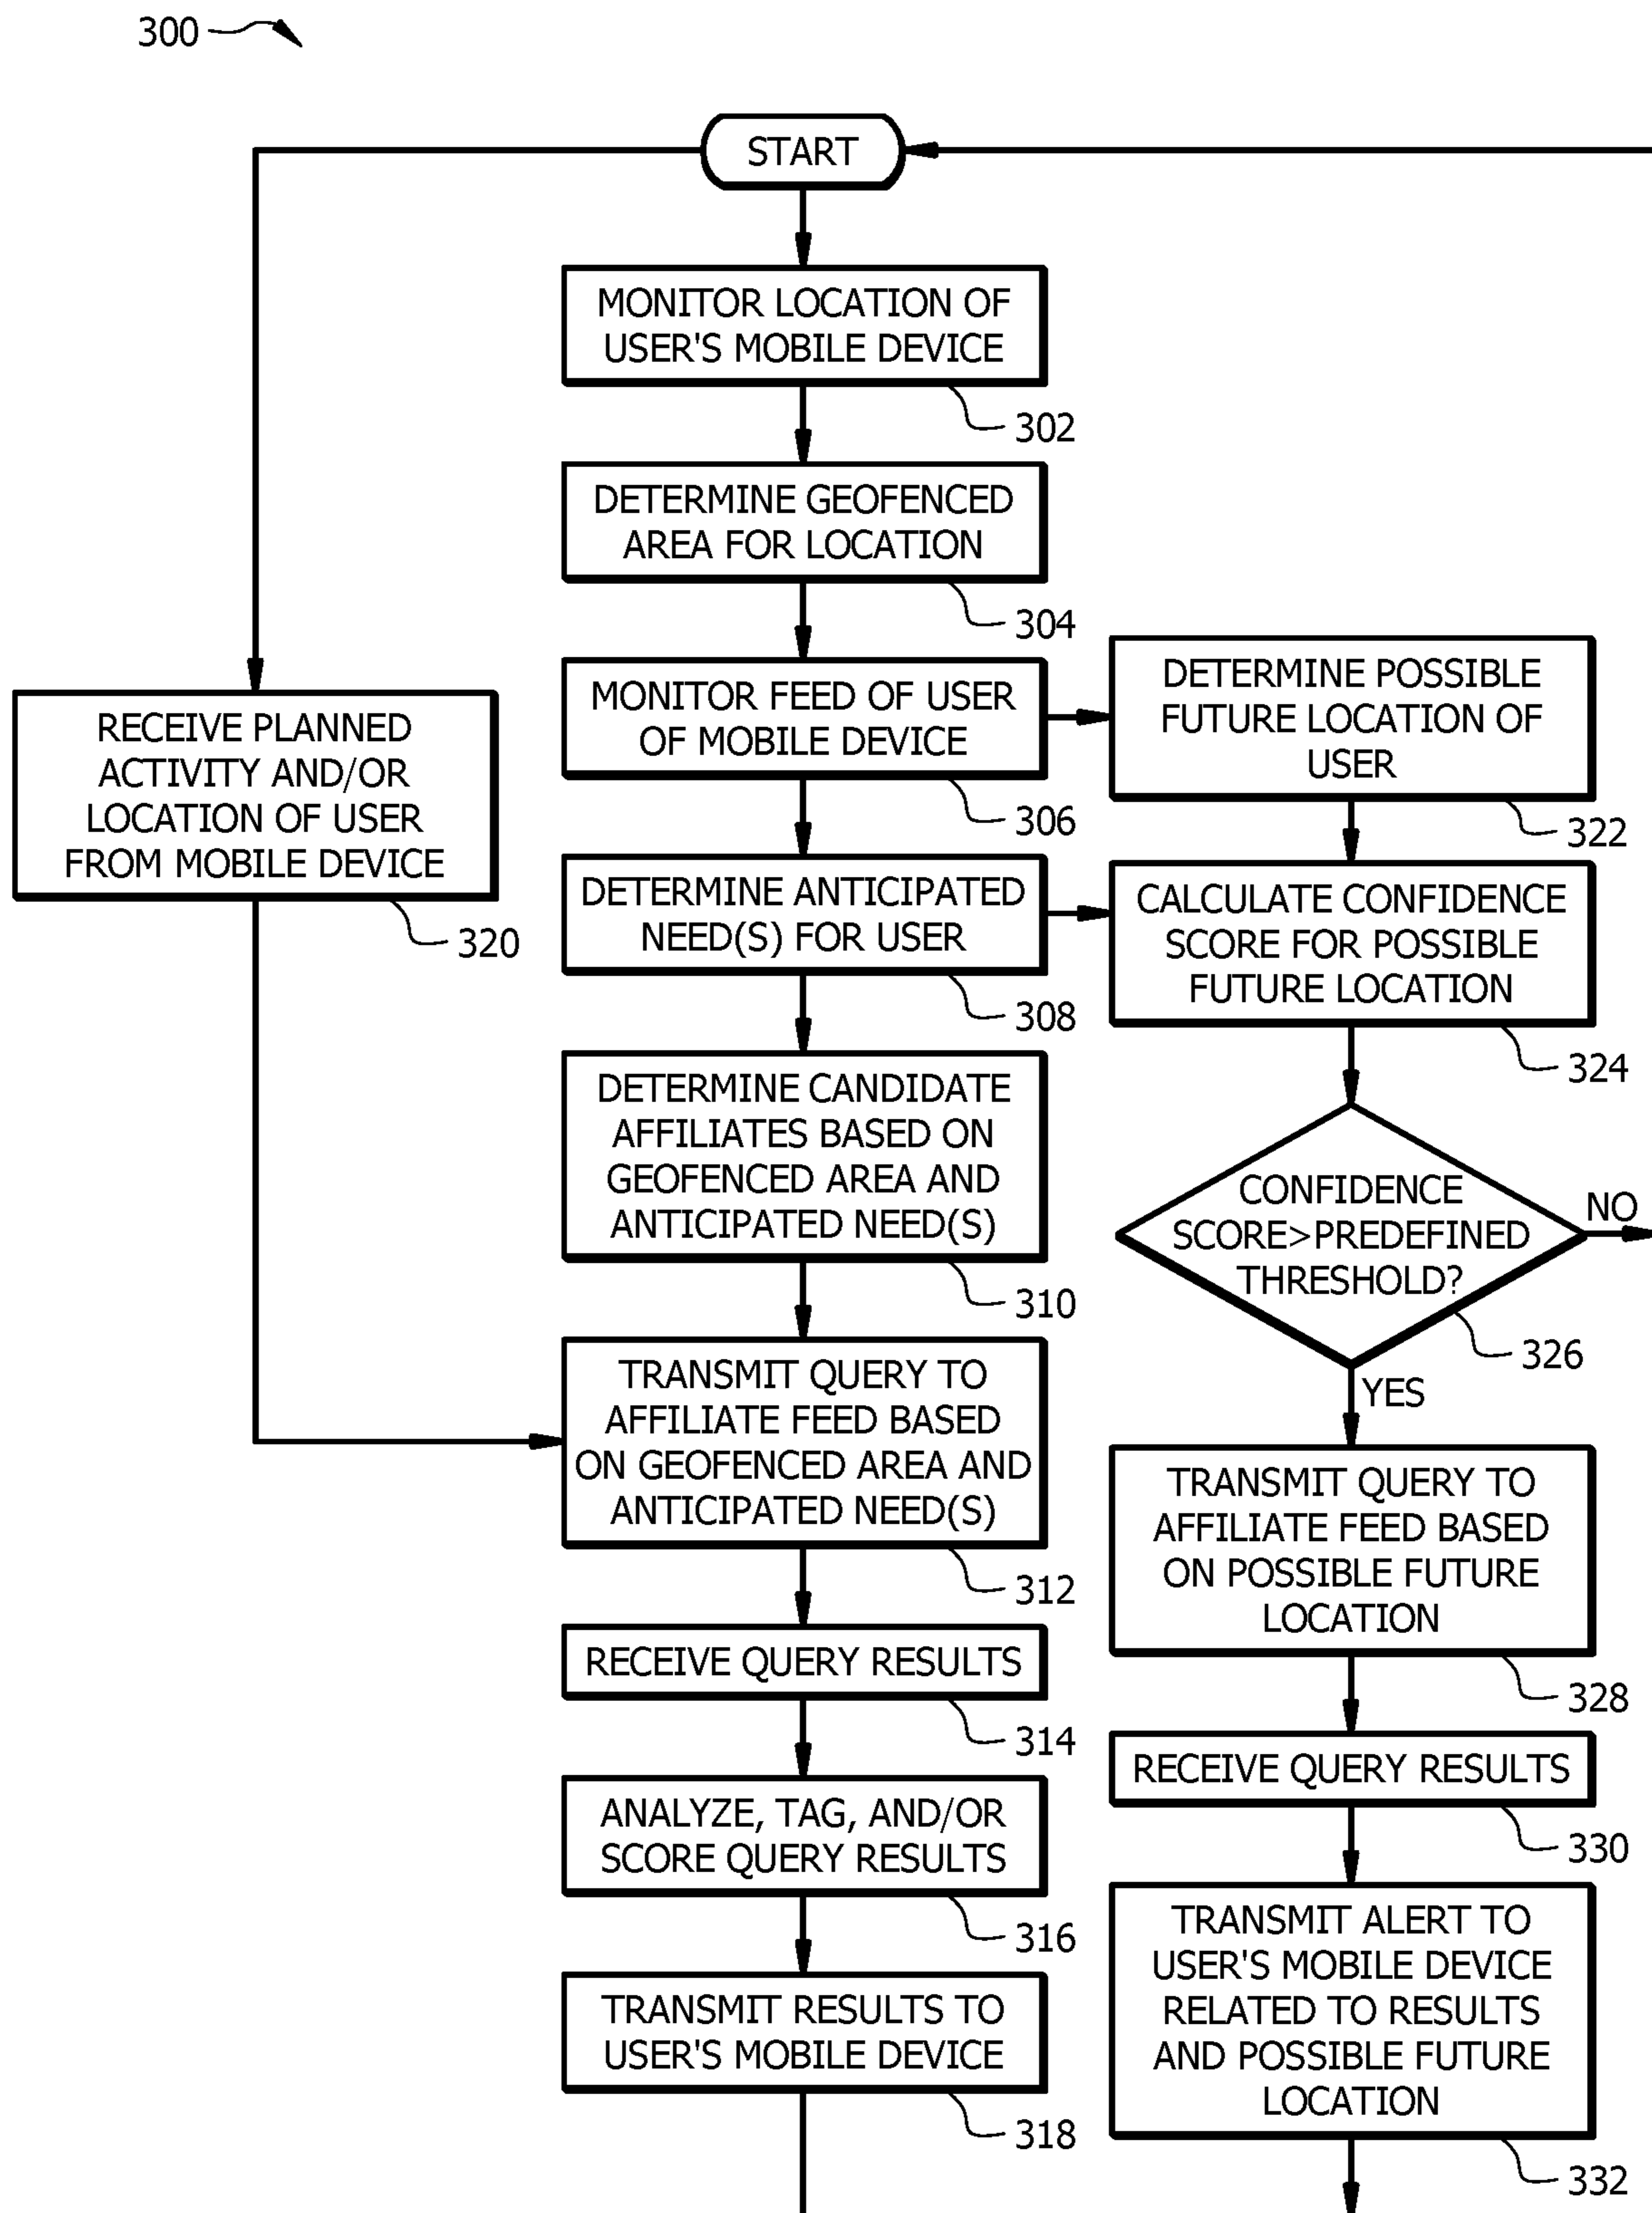 300
START
MONITOR LOCATION OF
USER'S MOBILE DEVICE
302
DETERMINE GEOFENCED
AREA FOR LOCATION
304
MONITOR FEED OF USER
OF MOBILE DEVICE
306
DETERMINE POSSIBLE
FUTURE LOCATION OF
USER
322
RECEIVE PLANNED
ACTIVITY AND/OR
LOCATION OF USER
FROM MOBILE DEVICE
320
DETERMINE ANTICIPATED
NEED(S) FOR USER
308
CALCULATE CONFIDENCE
SCORE FOR POSSIBLE
FUTURE LOCATION
324
DETERMINE CANDIDATE
AFFILIATES BASED ON
GEOFENCED AREA AND
ANTICIPATED NEED(S)
310
CONFIDENCE
SCORE>PREDEFINED
THRESHOLD?
NO
326
YES
TRANSMIT QUERY TO
AFFILIATE FEED BASED
ON GEOFENCED AREA AND
ANTICIPATED NEED(S)
312
TRANSMIT QUERY TO
AFFILIATE FEED BASED
ON POSSIBLE FUTURE
LOCATION
328
RECEIVE QUERY RESULTS
314
RECEIVE QUERY RESULTS
330
ANALYZE, TAG, AND/OR
SCORE QUERY RESULTS
316
TRANSMIT ALERT TO
USER'S MOBILE DEVICE
RELATED TO RESULTS
AND POSSIBLE FUTURE
LOCATION
332
TRANSMIT RESULTS TO
USER'S MOBILE DEVICE
318